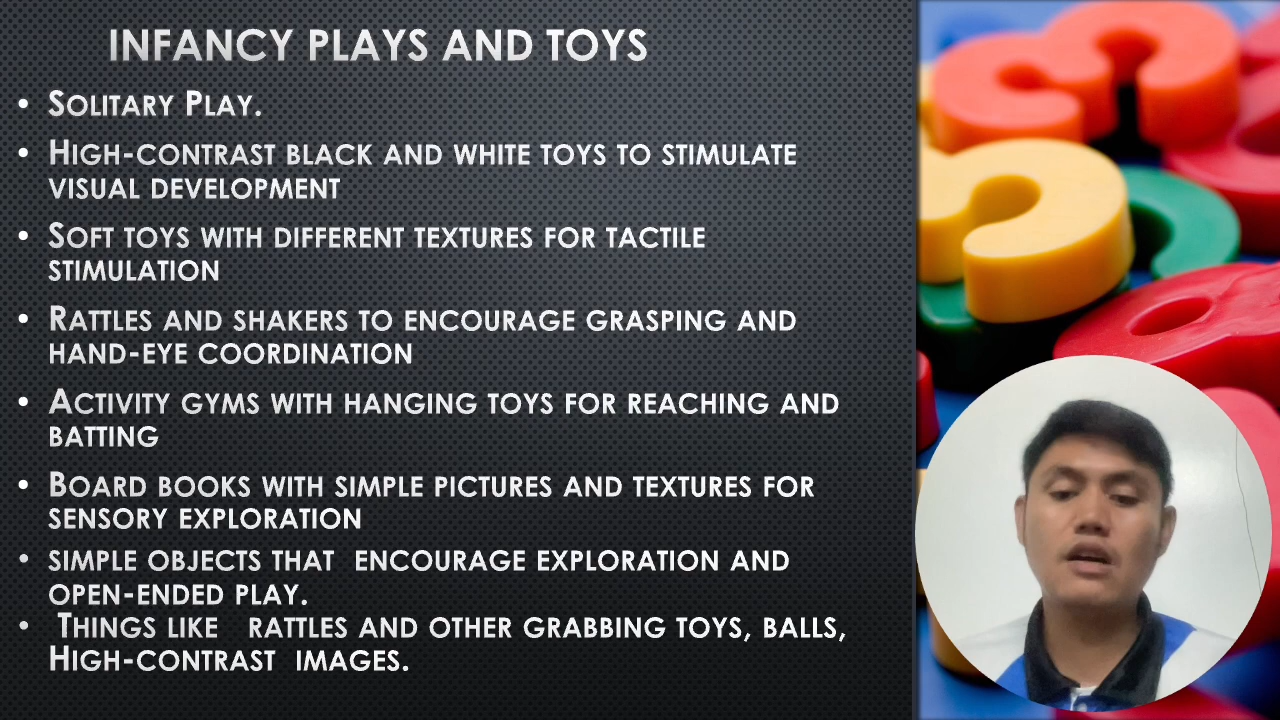 INFANCY PLAYS AND TOYS
• SOLITARY PLAY.
• HIGH-CONTRAST BLACK AND WHITE TOYS TO STIMULATE
VISUAL DEVELOPMENT
• SOFT TOYS WITH DIFFERENT TEXTURES FOR TACTILE
STIMULATION
• RATTLES AND SHAKERS TO ENCOURAGE GRASPING AND
HAND-EYE COORDINATION
• ACTIVITY GYMS WITH HANGING TOYS FOR REACHING AND
BATTING
• BOARD BOOKS WITH SIMPLE PICTURES AND TEXTURES FOR
SENSORY EXPLORATION
• SIMPLE OBJECTS THAT ENCOURAGE EXPLORATION AND
OPEN-ENDED PLAY.
• THINGS LIKE RATTLES AND OTHER GRABBING TOYS, BALLS,
HIGH-CONTRAST IMAGES.